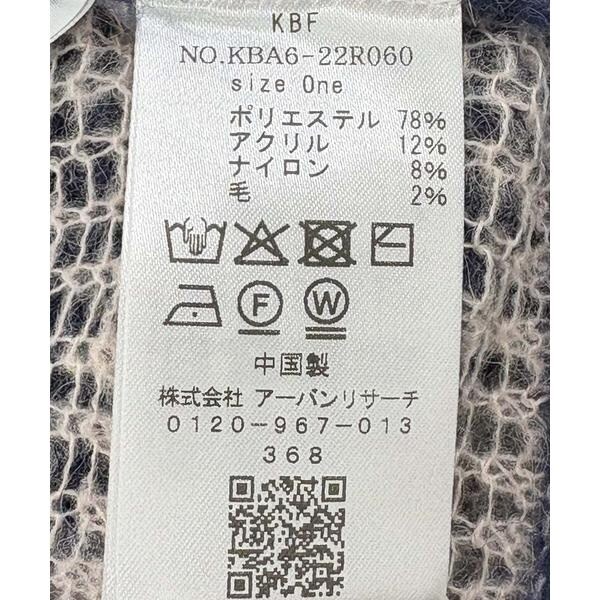 KBF
NO.KBA6-22R060
size One
ポリエステル 78%
アクリル 12%
ナイロン 8%
毛 2%
F W
中国製
株式会社 アーバンリサーチ
0120-967-013
368